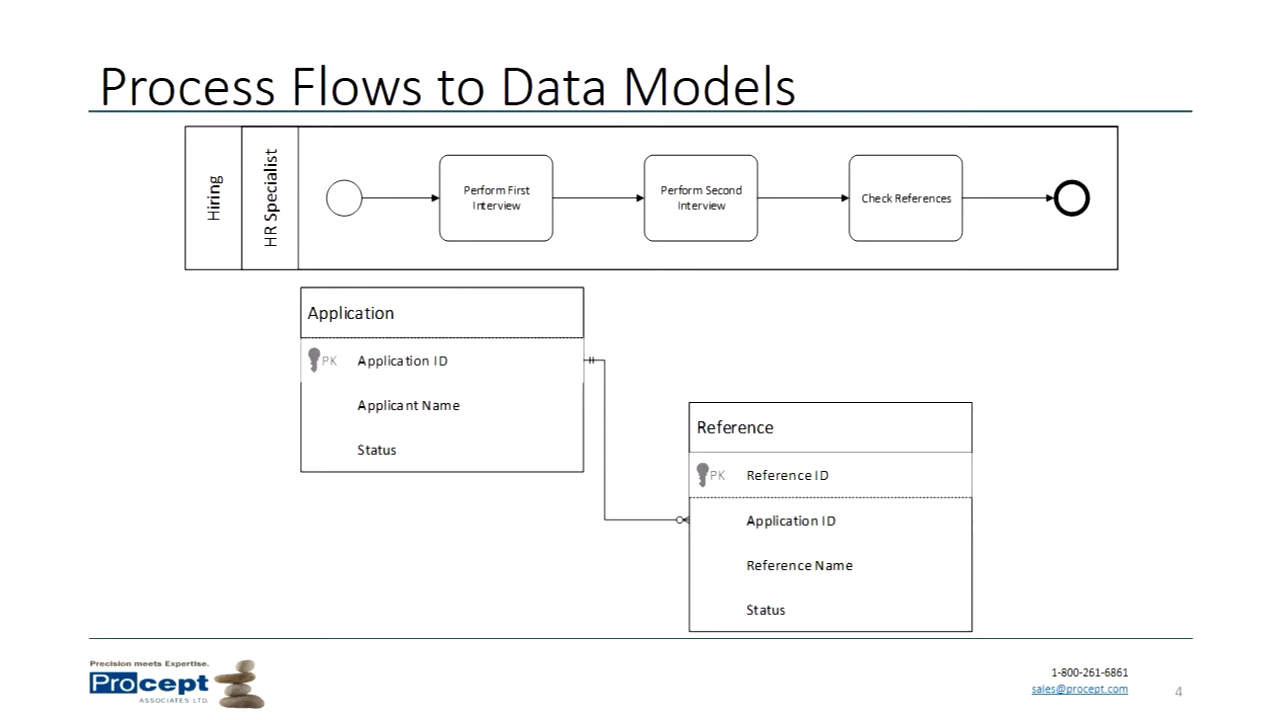 Process Flows to Data Models
Hiring
HR Specialist
Perform First
Interview
Perform Second
Interview
Check References
Application
PK Application ID
Applicant Name
Status
Reference
PK Reference ID
Application ID
Reference Name
Status
Precision meets Expertise.
Procept
ASSOCIATES LTD.
1-800-261-6861
sales@procept.com
4